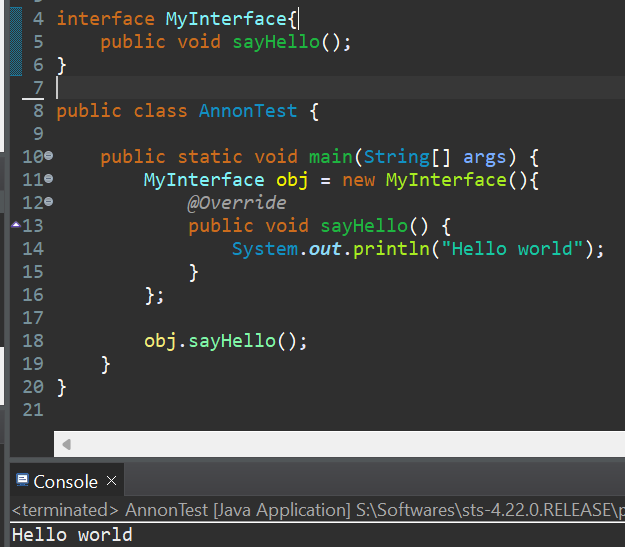 4 interface MyInterface{
5     public void sayHello();
6 }
7
8 public class AnnonTest {
9
10     public static void main(String[] args) {
11         MyInterface obj = new MyInterface(){
12             @Override
13             public void sayHello() {
14                 System.out.println("Hello world");
15             }
16         };
17
18         obj.sayHello();
19     }
20 }
21
Console ×
<terminated> AnnonTest [Java Application] S:\Softwares\sts-4.22.0.RELEASE\p
Hello world